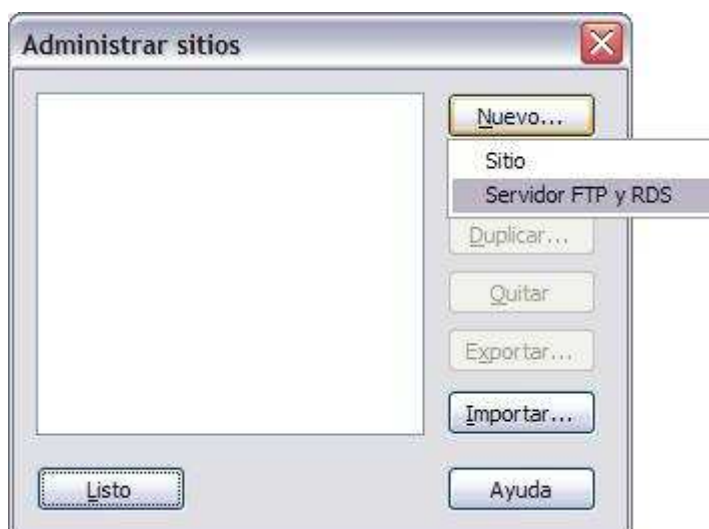 Administrar sitios
Nuevo...
Sitio
Servidor FTP y RDS
Duplicar...
Quitar
Exportar...
Importar...
Listo
Ayuda